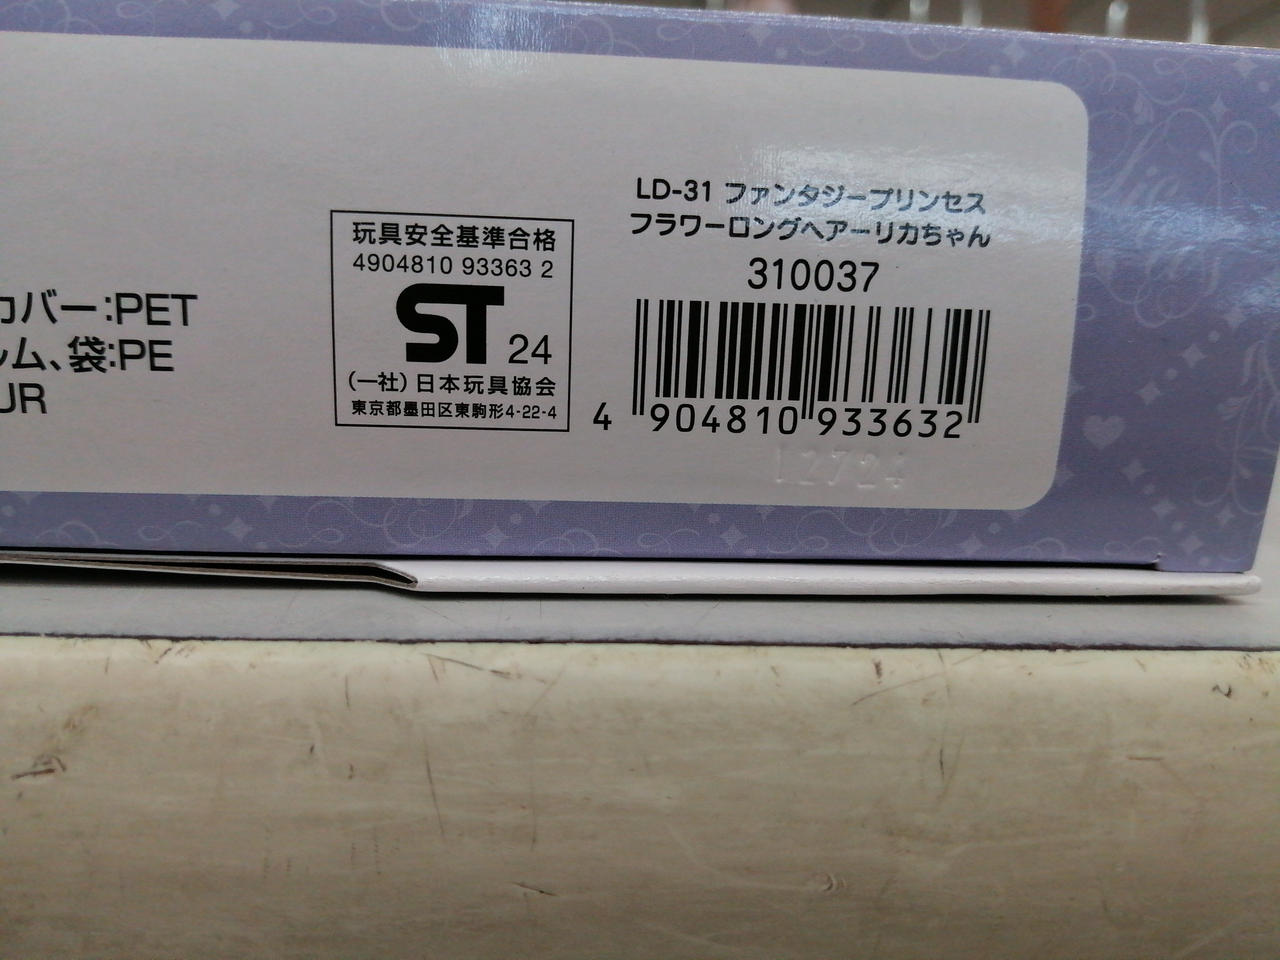 カバー:PET
ム、袋:PE
UR
玩具安全基準合格
4904810 93363 2
ST 24
(一社)日本玩具協会
東京都墨田区東駒形4-22-4
LD-31 ファンタジープリンセス
フラワーロングヘアーリカちゃん
310037
4 904810 933632
12724